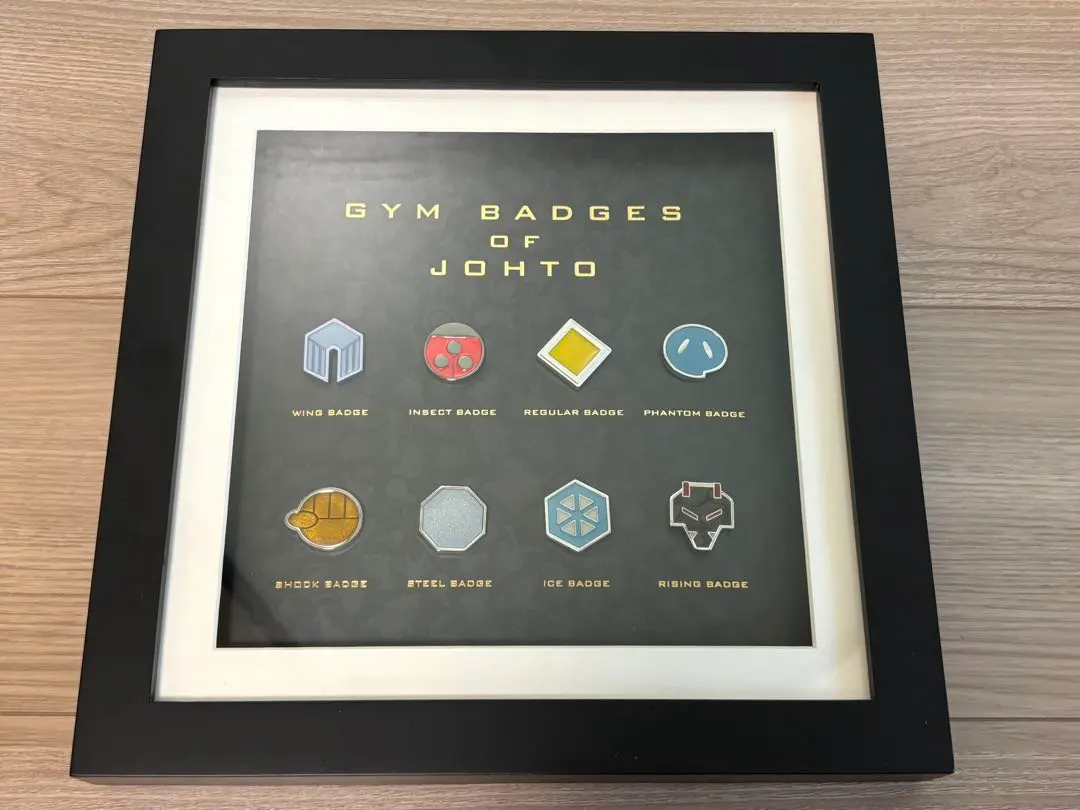 GYM BADGES
OF
JOHTO
WING BADGE INSECT BADGE REGULAR BADGE PHANTOM BADGE
SHOCK BADGE STEEL BADGE ICE BADGE RISING BADGE